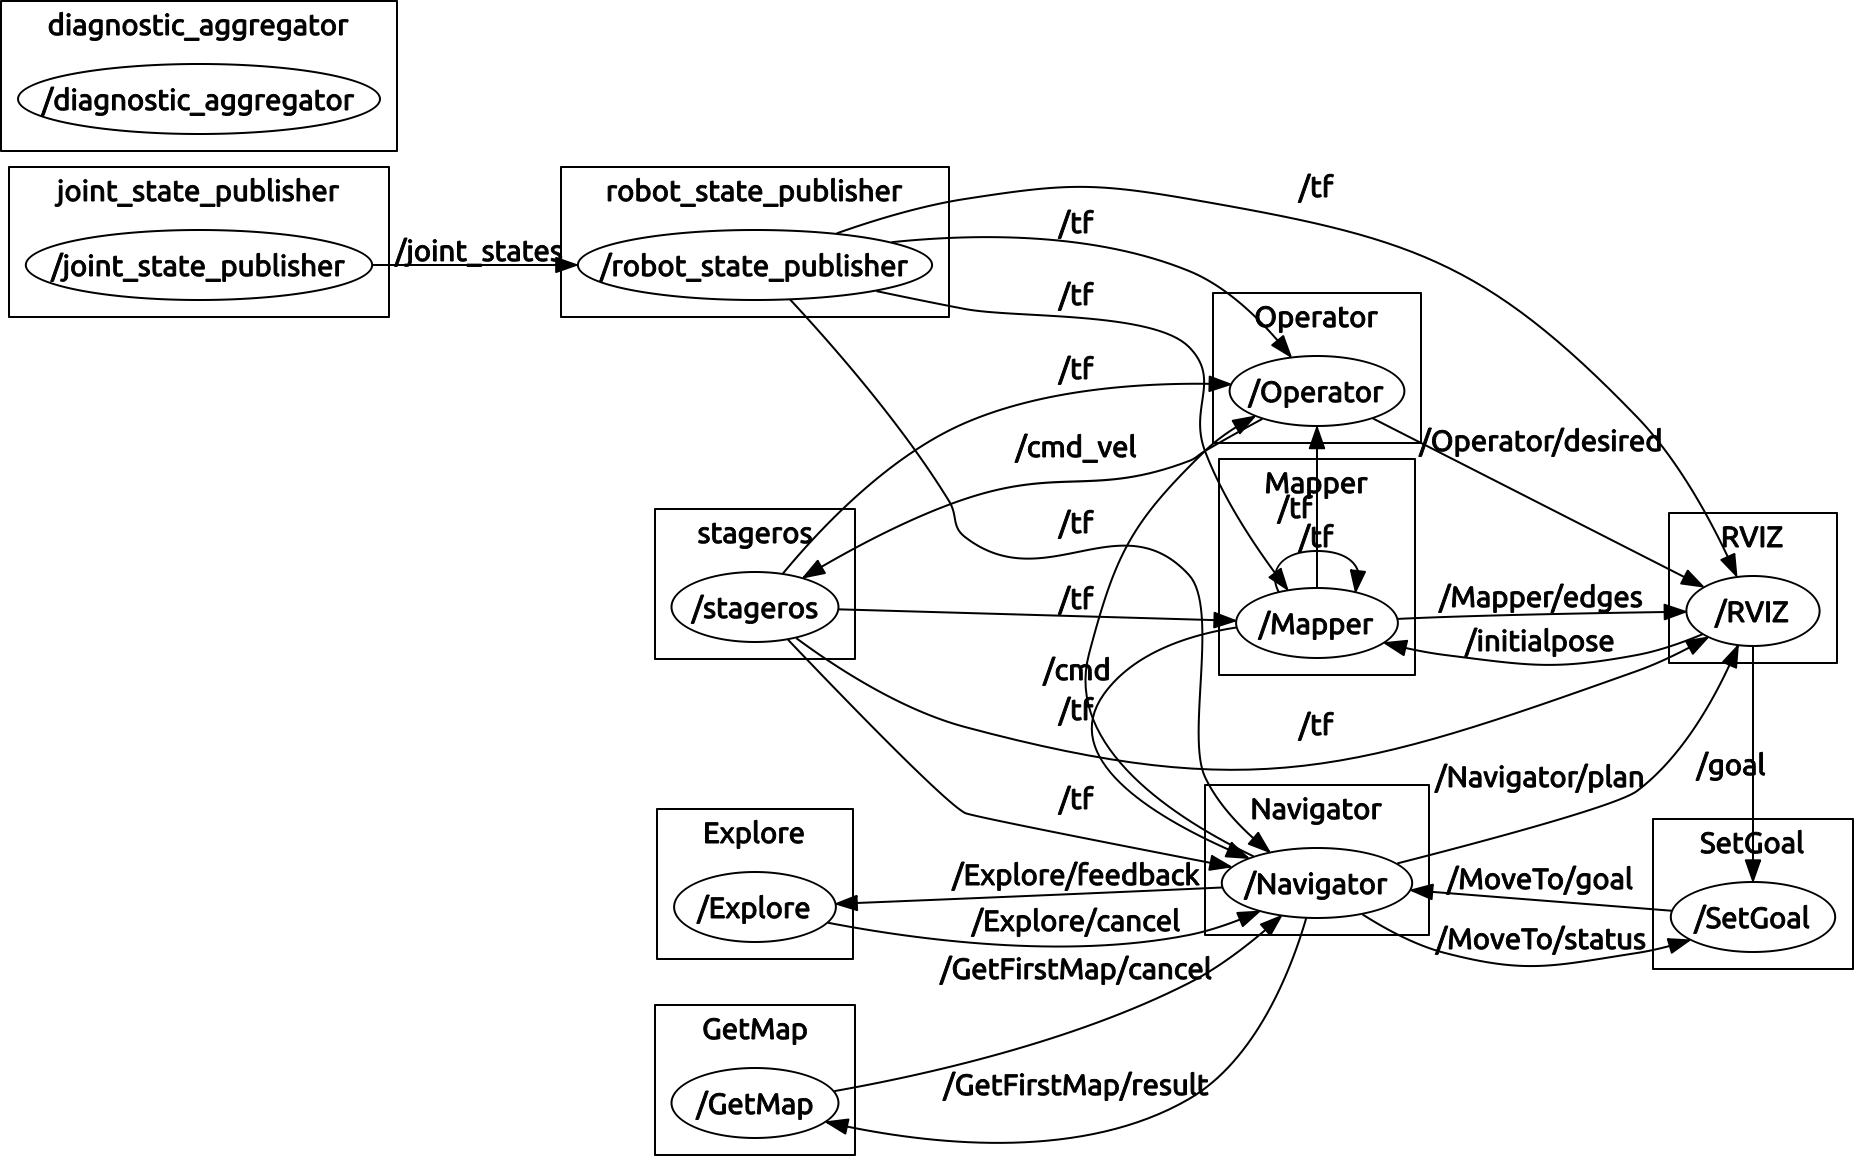 diagnostic_aggregator
/diagnostic_aggregator
joint_state_publisher
/joint_state_publisher
/joint_states
robot_state_publisher
/robot_state_publisher
/tf
/tf
/tf
Operator
/Operator
/tf
/cmd_vel
/Operator/desired
Mapper
/tf
/tf
/Mapper
stageros
/stageros
/tf
/tf
RVIZ
/RVIZ
/Mapper/edges
/initialpose
/cmd
/tf
/tf
/tf
/Navigator/plan
/goal
Navigator
/Navigator
Explore
/Explore
/Explore/feedback
/Explore/cancel
SetGoal
/SetGoal
/MoveTo/goal
/MoveTo/status
/GetFirstMap/cancel
GetMap
/GetMap
/GetFirstMap/result